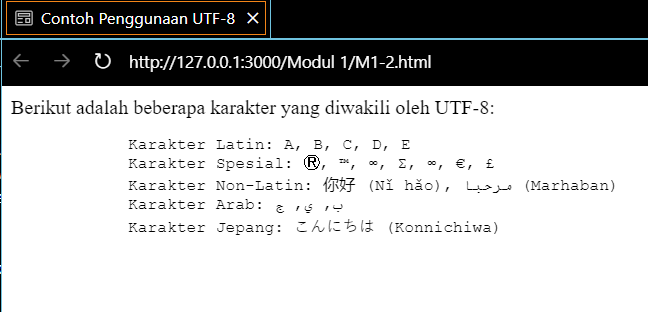 Contoh Penggunaan UTF-8
http://127.0.0.1:3000/Modul 1/M1-2.html
Berikut adalah beberapa karakter yang diwakili oleh UTF-8:
Karakter Latin: A, B, C, D, E
Karakter Spesial: ®, ™, ∞, Σ, ∞, €, £
Karakter Non-Latin: 你好 (Nǐ hǎo), مرحبا (Marhaban)
Karakter Arab: ب, ي, ج
Karakter Jepang: こんにちは (Konnichiwa)